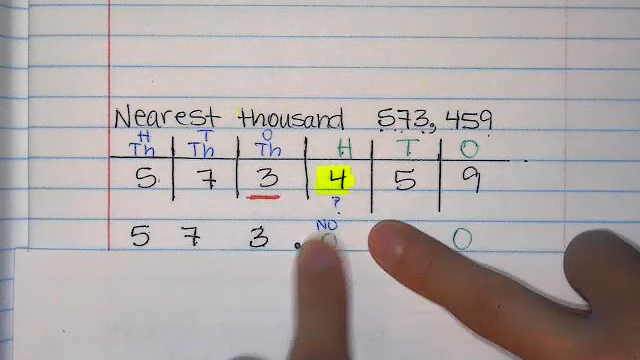 Nearest thousand 573,459
H T O
Th Th Th H T O
5 7 3 4 5 9
?
NO
5 7 3 , 0 0